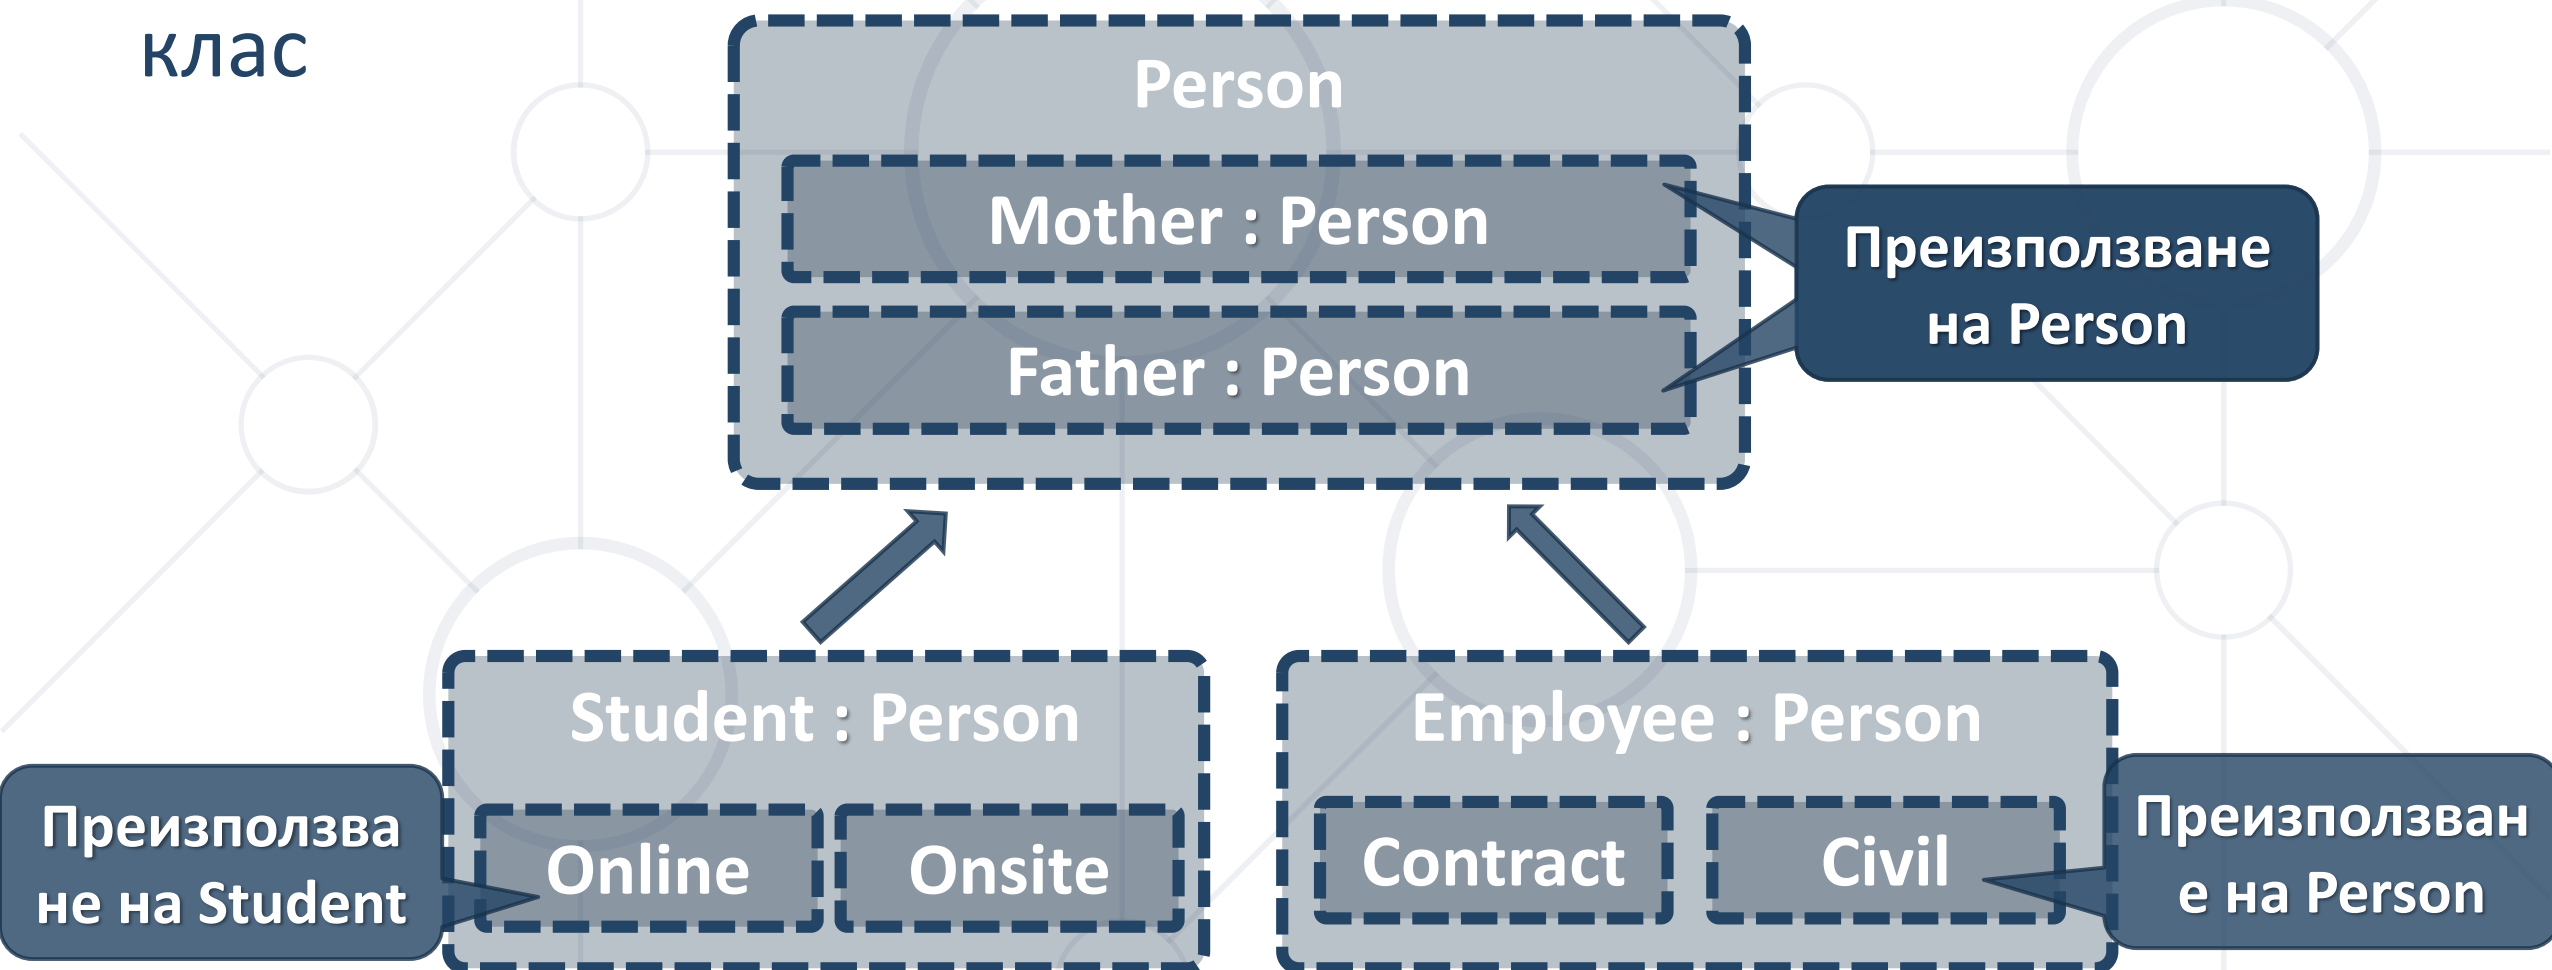 клас
Person
Mother : Person
Father : Person
Преизползване
на Person
Student : Person
Employee : Person
Преизползва
не на Student
Online
Onsite
Contract
Civil
Преизползван
е на Person